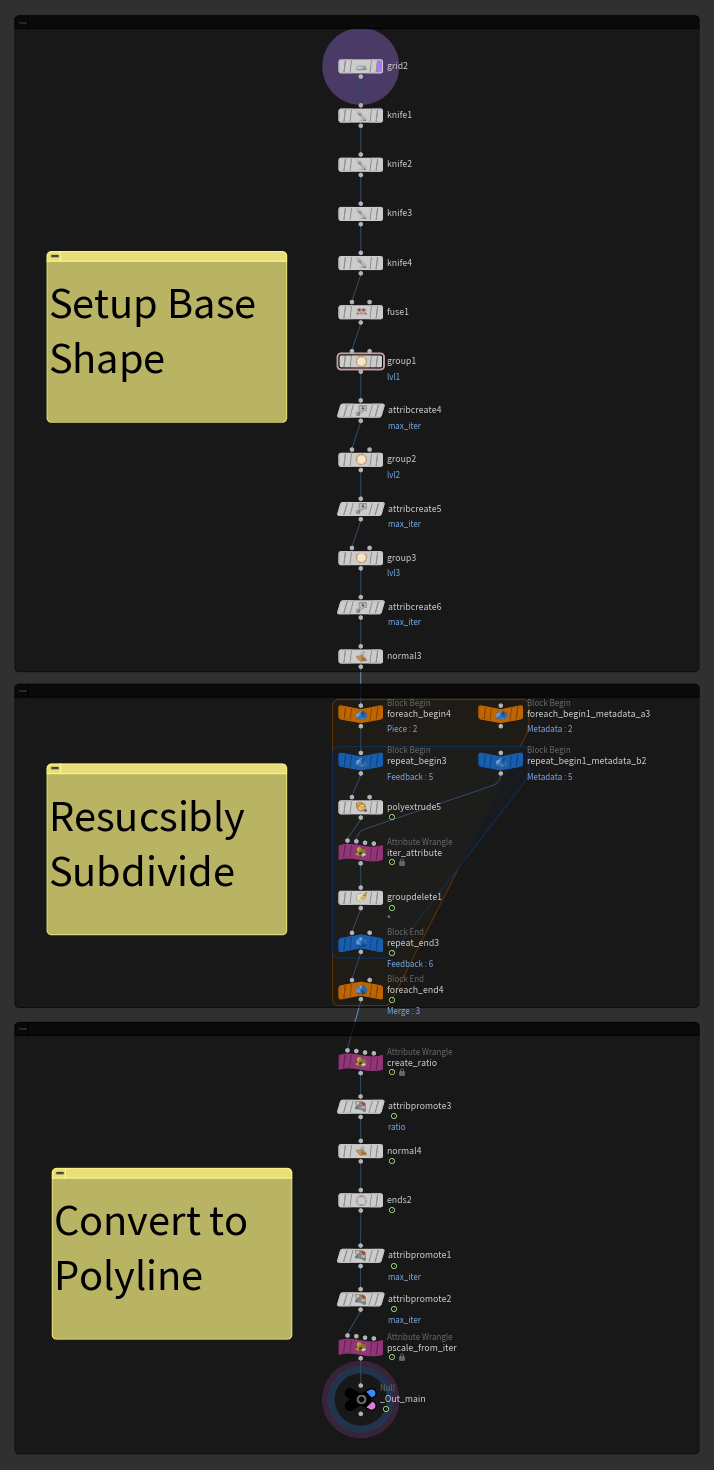 grid2
knife1
knife2
knife3
knife4
Setup Base
Shape
fuse1
group1
lvl1
attribcreate4
max_iter
group2
lvl2
attribcreate5
max_iter
group3
lvl3
attribcreate6
max_iter
normal3
Block Begin
foreach_begin4
Piece : 2
Block Begin
foreach_begin1_metadata_a3
Metadata : 2
Block Begin
repeat_begin3
Feedback : 5
Block Begin
repeat_begin1_metadata_b2
Metadata : 5
Resucsibly
Subdivide
polyextrude5
Attribute Wrangle
iter_attribute
groupdelete1
*
Block End
repeat_end3
Feedback : 6
Block End
foreach_end4
Merge : 3
Attribute Wrangle
create_ratio
attribpromote3
ratio
normal4
ends2
Convert to
Polyline
attribpromote1
max_iter
attribpromote2
max_iter
Attribute Wrangle
pscale_from_iter
Null
_Out_main